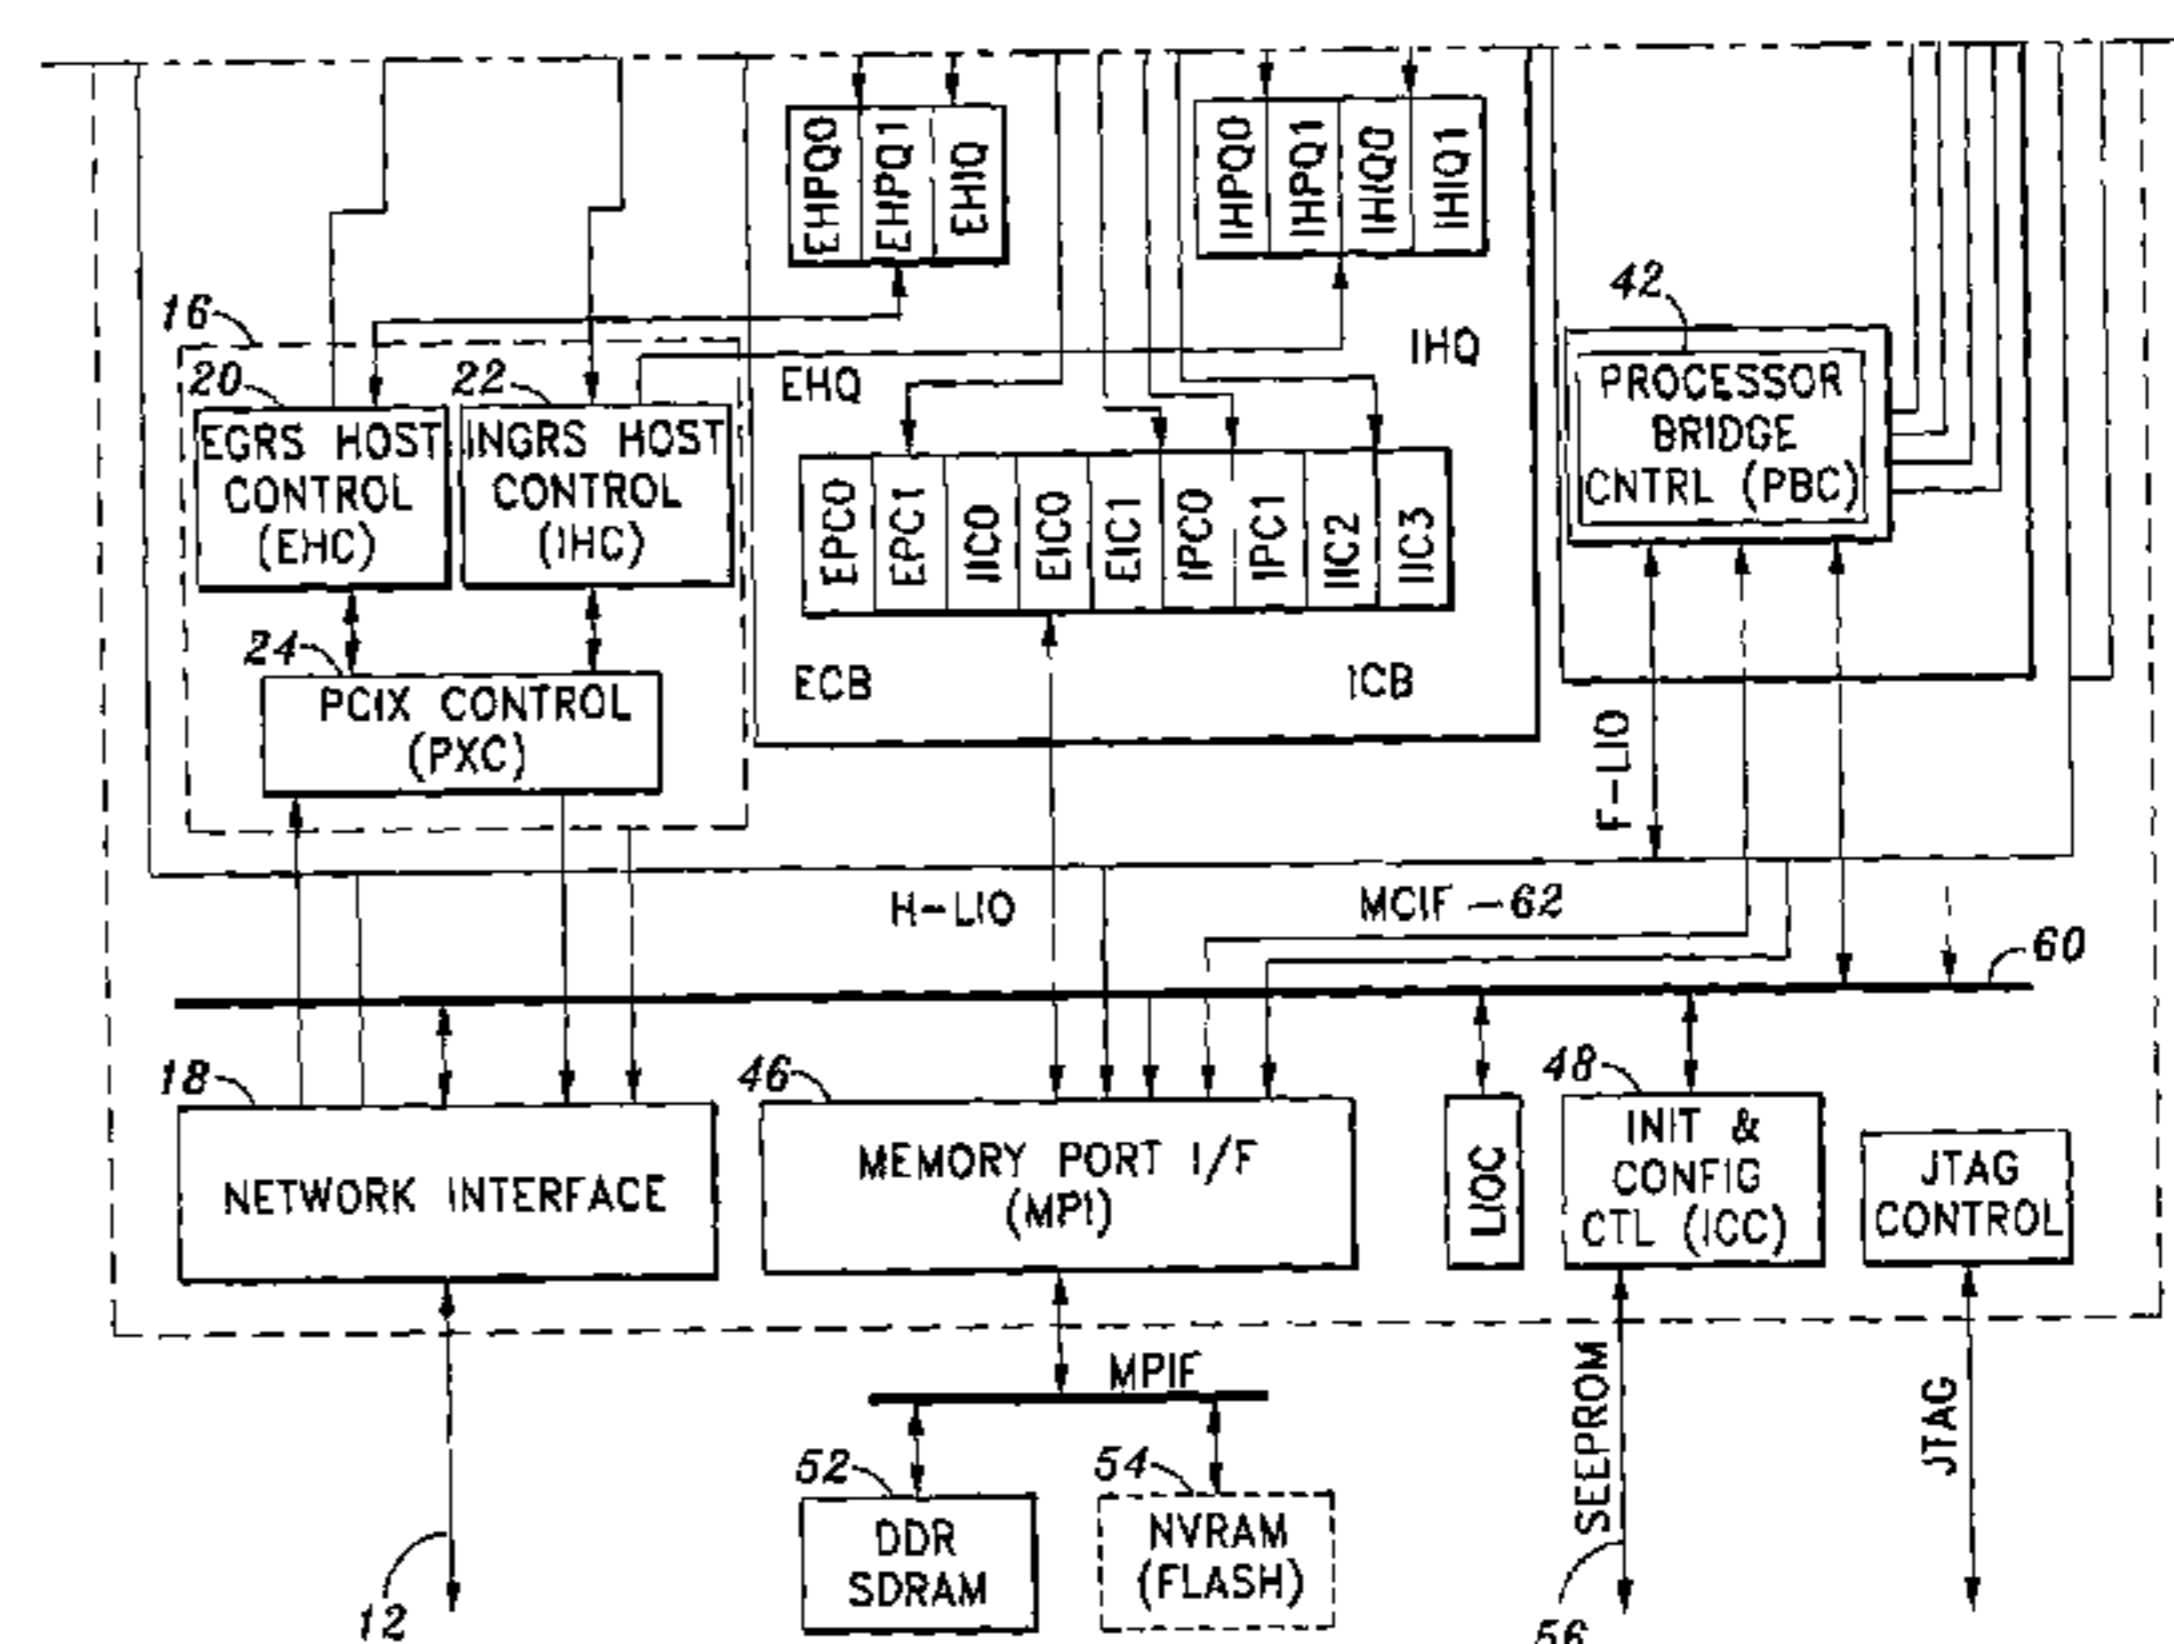 EHPQ0
EHPQ1
EHIQ
IHPQ0
IHPQ1
IHIQ0
IHIQ1
16
42
IHQ
20
22
EHQ
PROCESSOR
BRIDGE
CNTRL (PBC)
EGRS HOST
CONTROL
(EHC)
INGRS HOST
CONTROL
(IHC)
EPC0
EPC1
IIC0
EIC0
EIC1
IPC0
IPC1
IIC2
IIC3
24
ECB
ICB
PCIX CONTROL
(PXC)
F-LIO
H-LIO
MCIF -62
60
18
46
48
NETWORK INTERFACE
MEMORY PORT I/F
(MPI)
LIOC
INIT &
CONFIG
CTL (ICC)
JTAG
CONTROL
MPIF
SEEPROM
JTAG
52
54
DDR
SDRAM
NVRAM
(FLASH)
12
56